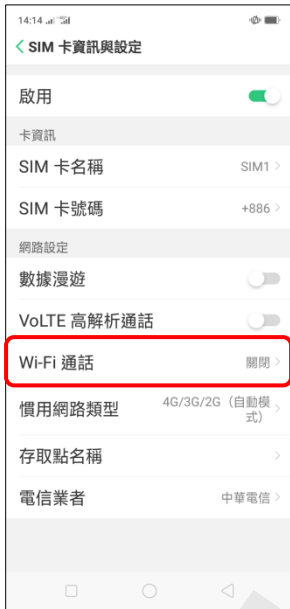 14:14
< SIM 卡資訊與設定
啟用
卡資訊
SIM 卡名稱 SIM1 >
SIM 卡號碼 +886 >
網路設定
數據漫遊
VoLTE 高解析通話
Wi-Fi 通話 關閉 >
慣用網路類型 4G/3G/2G（自動模
式） >
存取點名稱 >
電信業者 中華電信 >